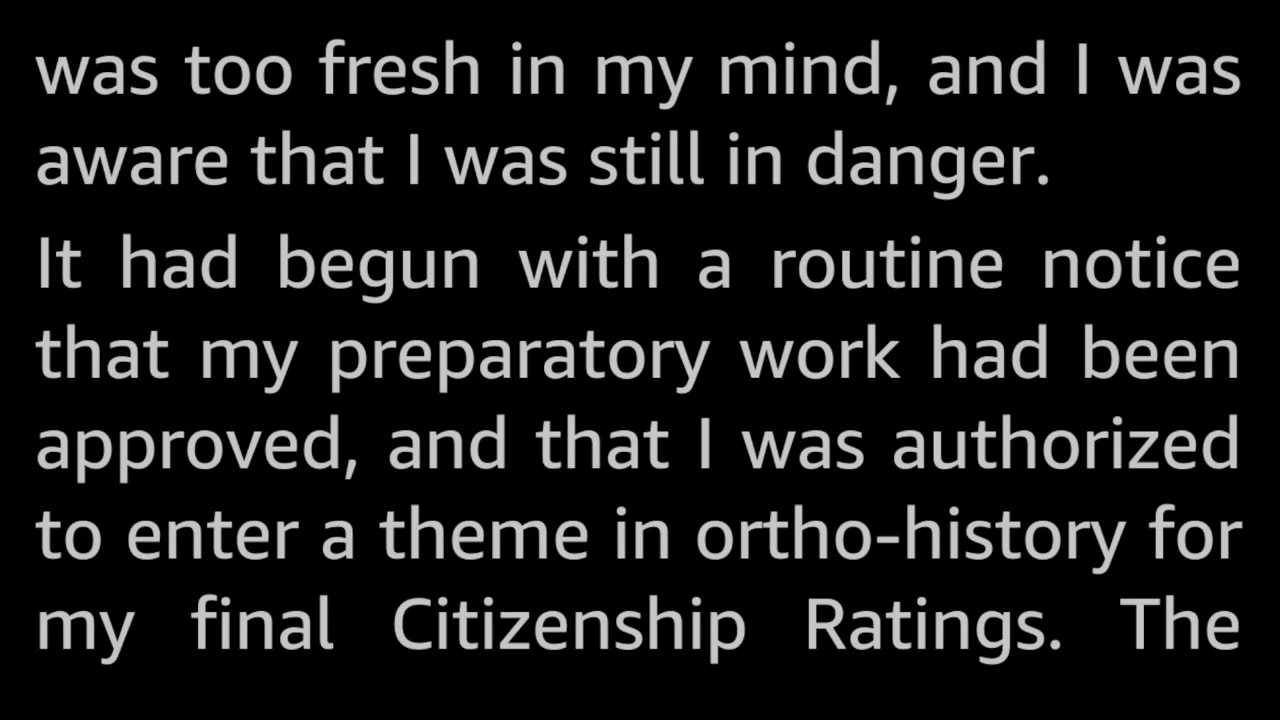 was too fresh in my mind, and I was
aware that I was still in danger.
It had begun with a routine notice
that my preparatory work had been
approved, and that I was authorized
to enter a theme in ortho-history for
my final Citizenship Ratings. The